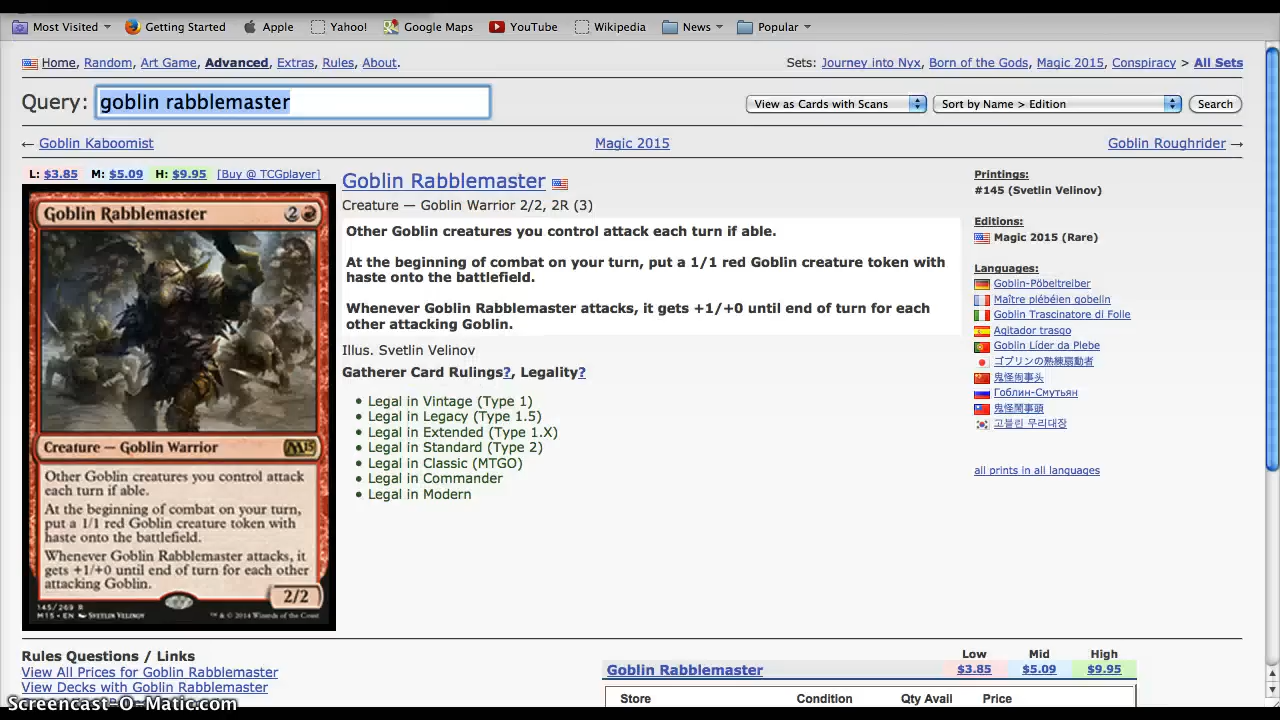 Most Visited Getting Started Apple Yahoo! Google Maps YouTube Wikipedia News Popular
Home, Random, Art Game, Advanced, Extras, Rules, About. Sets: Journey into Nyx, Born of the Gods, Magic 2015, Conspiracy > All Sets
Query: goblin rabblemaster View as Cards with Scans Sort by Name > Edition Search
← Goblin Kaboomist Magic 2015 Goblin Roughrider →
L: $3.85 M: $5.09 H: $9.95 [Buy @ TCGplayer]
Goblin Rabblemaster 2
Creature — Goblin Warrior M15
Other Goblin creatures you control attack
each turn if able.
At the beginning of combat on your turn,
put a 1/1 red Goblin creature token with
haste onto the battlefield.
Whenever Goblin Rabblemaster attacks, it
gets +1/+0 until end of turn for each other
attacking Goblin.
2/2
145/269 R
M15 • EN Svetlin Velinov ™ & © 2014 Wizards of the Coast
Goblin Rabblemaster
Creature — Goblin Warrior 2/2, 2R (3)
Other Goblin creatures you control attack each turn if able.
At the beginning of combat on your turn, put a 1/1 red Goblin creature token with
haste onto the battlefield.
Whenever Goblin Rabblemaster attacks, it gets +1/+0 until end of turn for each
other attacking Goblin.
Illus. Svetlin Velinov
Gatherer Card Rulings?, Legality?
• Legal in Vintage (Type 1)
• Legal in Legacy (Type 1.5)
• Legal in Extended (Type 1.X)
• Legal in Standard (Type 2)
• Legal in Classic (MTGO)
• Legal in Commander
• Legal in Modern
Printings:
#145 (Svetlin Velinov)
Editions:
Magic 2015 (Rare)
Languages:
Goblin-Pöbeltreiber
Maître plébéien gobelin
Goblin Trascinatore di Folle
Agitador trasgo
Goblin Líder da Plebe
ゴブリンの熟練扇動者
鬼怪闹事头
Гоблин-Смутьян
鬼怪鬧事頭
고블린 무리대장
all prints in all languages
Rules Questions / Links
View All Prices for Goblin Rabblemaster
View Decks with Goblin Rabblemaster
Low Mid High
Goblin Rabblemaster $3.85 $5.09 $9.95
Store Condition Qty Avail Price
Screencast-O-Matic.com